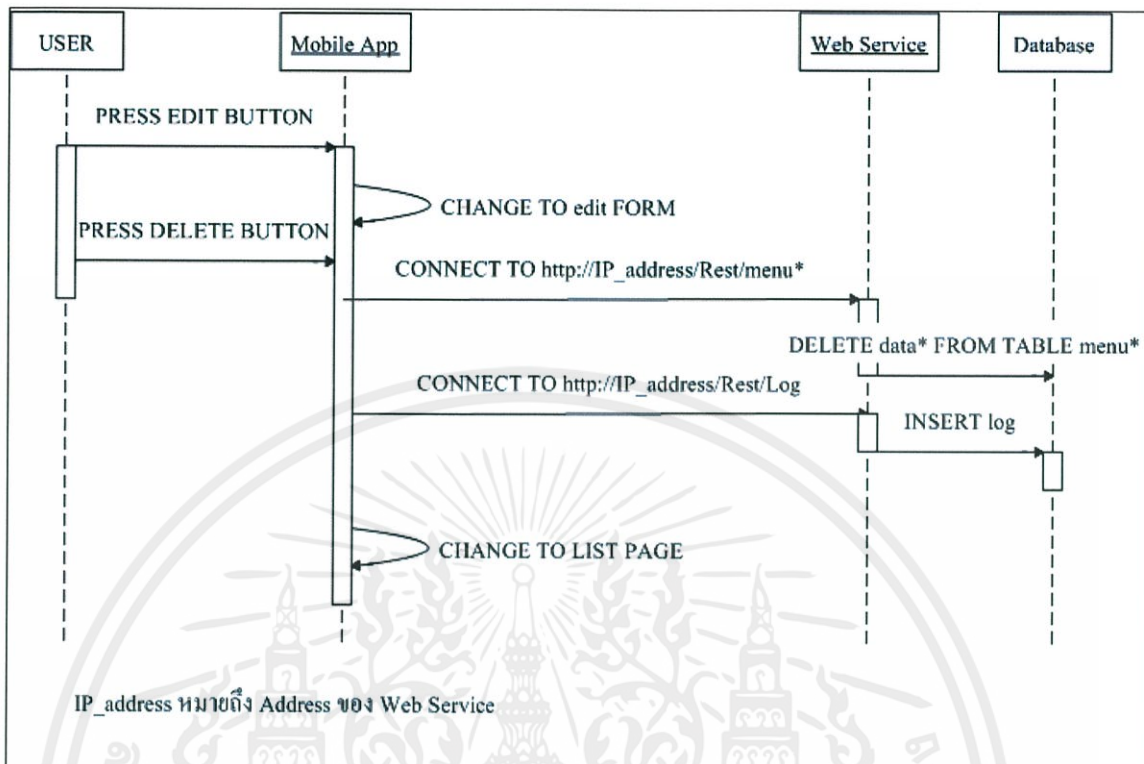 USER
Mobile App
Web Service
Database
PRESS EDIT BUTTON
CHANGE TO edit FORM
PRESS DELETE BUTTON
CONNECT TO http://IP_address/Rest/menu*
DELETE data* FROM TABLE menu*
CONNECT TO http://IP_address/Rest/Log
INSERT log
CHANGE TO LIST PAGE
IP_address หมายถึง Address ของ Web Service